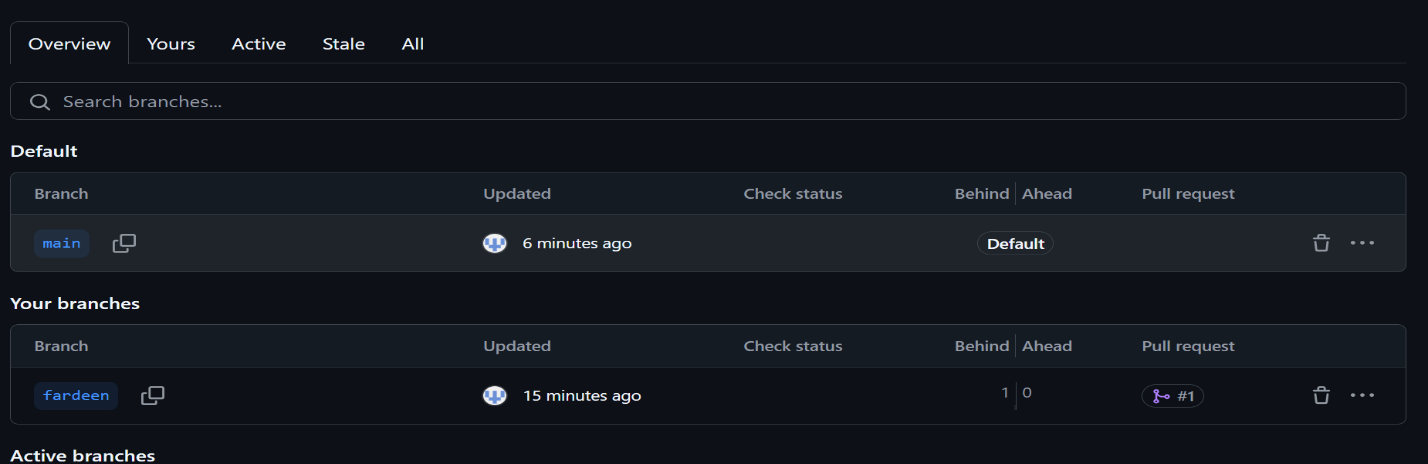 Overview Yours Active Stale All
Search branches...
Default
Branch Updated Check status Behind Ahead Pull request
main 6 minutes ago Default
Your branches
Branch Updated Check status Behind Ahead Pull request
fardeen 15 minutes ago 1 0 #1
Active branches